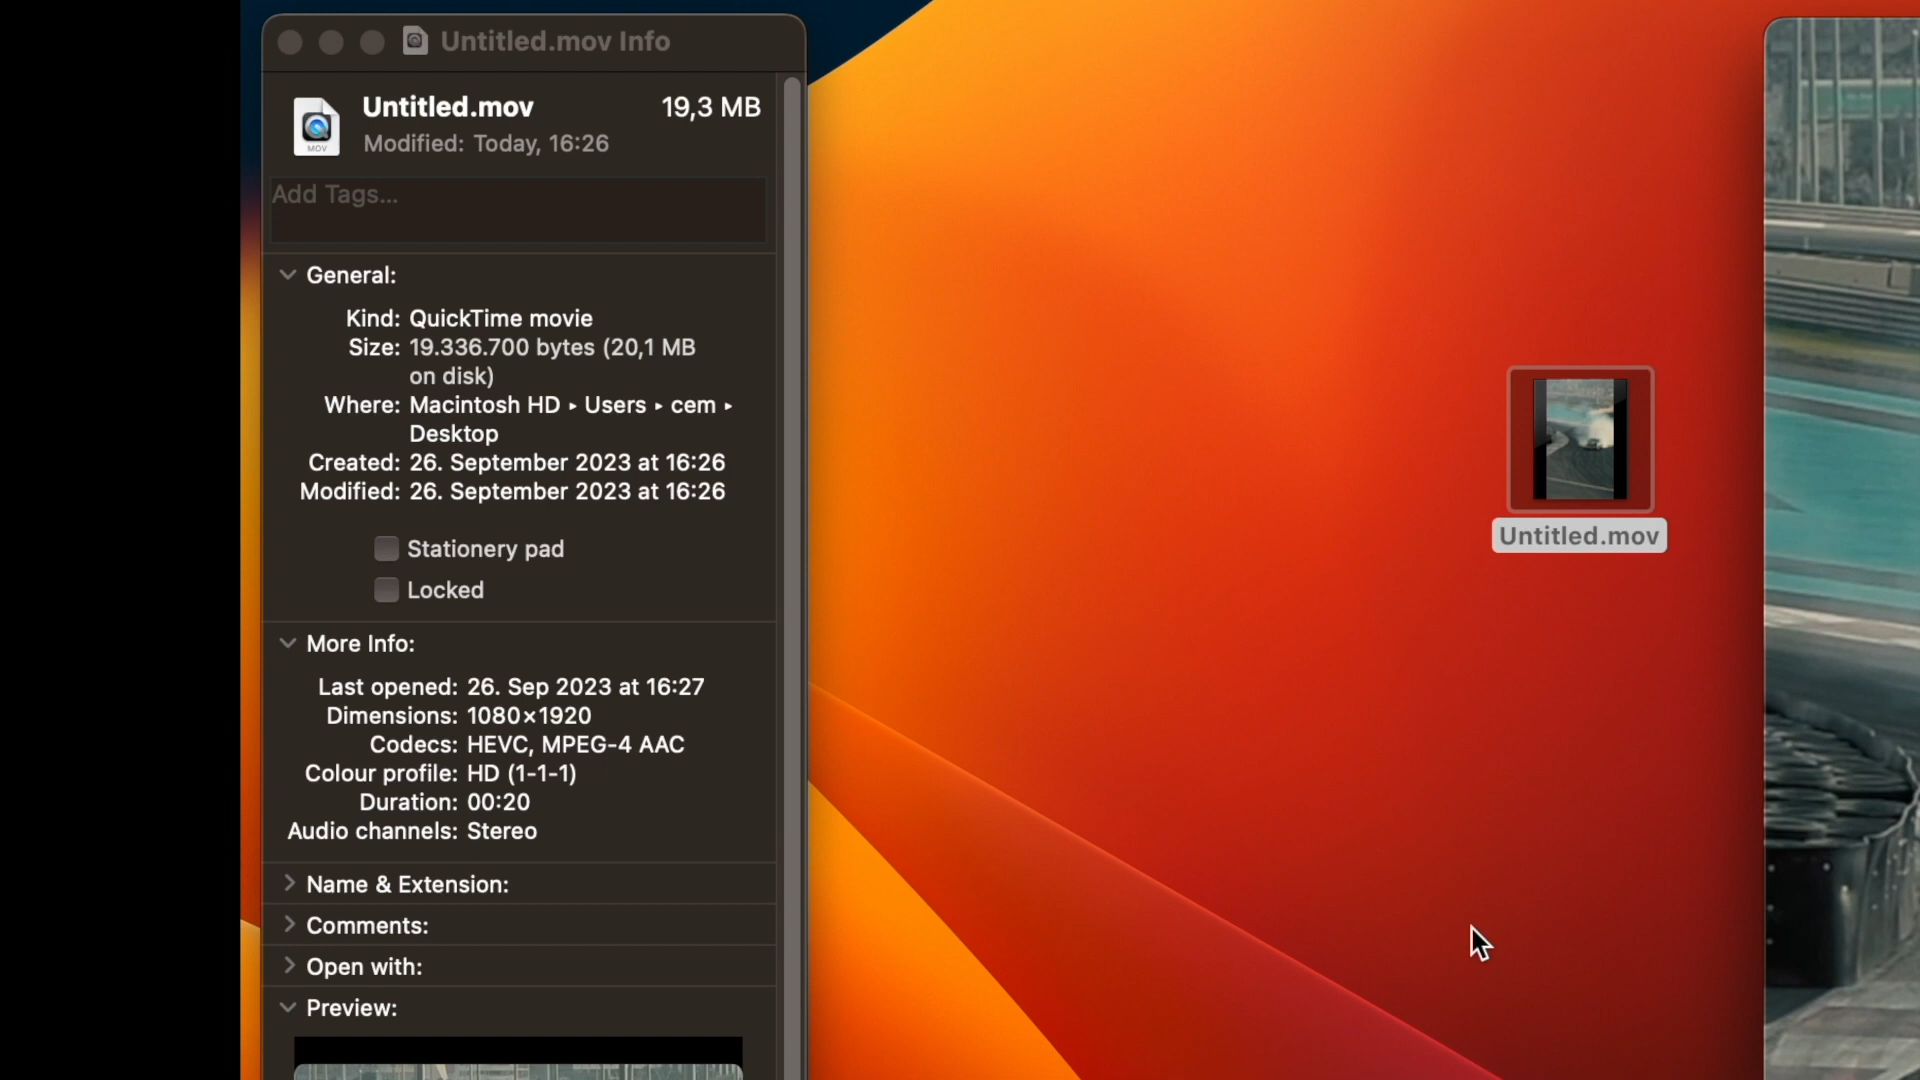 Untitled.mov Info
Untitled.mov 19,3 MB
Modified: Today, 16:26
MOV
Add Tags...
General:
Kind: QuickTime movie
Size: 19.336.700 bytes (20,1 MB
on disk)
Where: Macintosh HD ▸ Users ▸ cem ▸
Desktop
Created: 26. September 2023 at 16:26
Modified: 26. September 2023 at 16:26
Stationery pad
Locked
More Info:
Last opened: 26. Sep 2023 at 16:27
Dimensions: 1080×1920
Codecs: HEVC, MPEG-4 AAC
Colour profile: HD (1-1-1)
Duration: 00:20
Audio channels: Stereo
Name & Extension:
Comments:
Open with:
Preview:
Untitled.mov